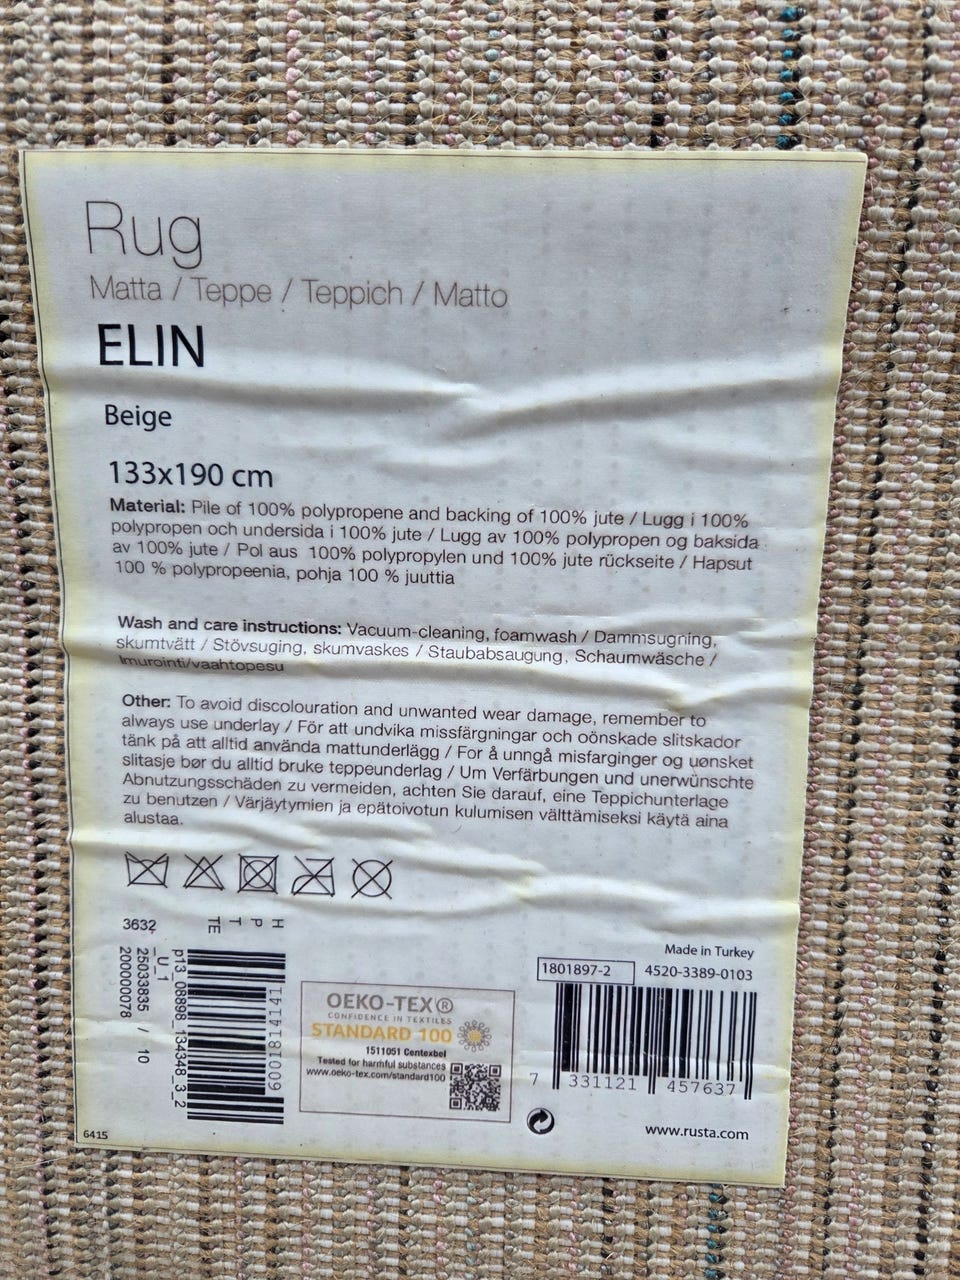 Rug
Matta / Teppe / Teppich / Matto
ELIN
Beige
133x190 cm
Material: Pile of 100% polypropene and backing of 100% jute / Lugg i 100%
polypropen och undersida i 100% jute / Lugg av 100% polypropen og baksida
av 100% jute / Pol aus 100% polypropylen und 100% jute rückseite / Hapsut
100 % polypropeenia, pohja 100 % juuttia
Wash and care instructions: Vacuum-cleaning, foamwash / Dammsugning,
skumtvätt / Stövsuging, skumvaskes / Staubabsaugung, Schaumwäsche /
Imurointi/vaahtopesu
Other: To avoid discolouration and unwanted wear damage, remember to
always use underlay / För att undvika missfärgningar och oönskade slitskador
tänk på att alltid använda mattunderlägg / For å unngå misfarginger og uønsket
slitasje bør du alltid bruke teppeunderlag / Um Verfärbungen und unerwünschte
Abnutzungsschäden zu vermeiden, achten Sie darauf, eine Teppichunterlage
zu benutzen / Värjäytymien ja epätoivotun kulumisen välttämiseksi käytä aina
alustaa.
3632
H P T TE
p13_08898_134348_3_2
_U_1
25033835 / 10
200000078
6001814141
OEKO-TEX®
CONFIDENCE IN TEXTILES
STANDARD 100
1511051 Centexbel
Tested for harmful substances
www.oeko-tex.com/standard100
Made in Turkey
1801897-2 4520-3389-0103
7 331121 457637
www.rusta.com
6415